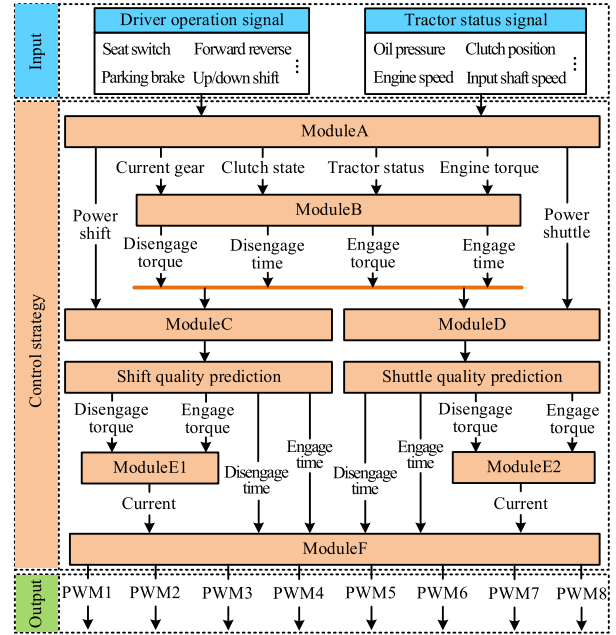 Input
Driver operation signal
Seat switch Forward reverse
Parking brake Up/down shift
Tractor status signal
Oil pressure Clutch position
Engine speed Input shaft speed
Control strategy
ModuleA
Current gear Clutch state Tractor status Engine torque
Power
shift
Power
shuttle
ModuleB
Disengage
torque
Disengage
time
Engage
torque
Engage
time
ModuleC
ModuleD
Shift quality prediction
Shuttle quality prediction
Disengage
torque
Engage
torque
Disengage
time
Engage
time
Disengage
time
Engage
time
Disengage
torque
Engage
torque
ModuleE1
ModuleE2
Current
Current
ModuleF
Output
PWM1 PWM2 PWM3 PWM4 PWM5 PWM6 PWM7 PWM8